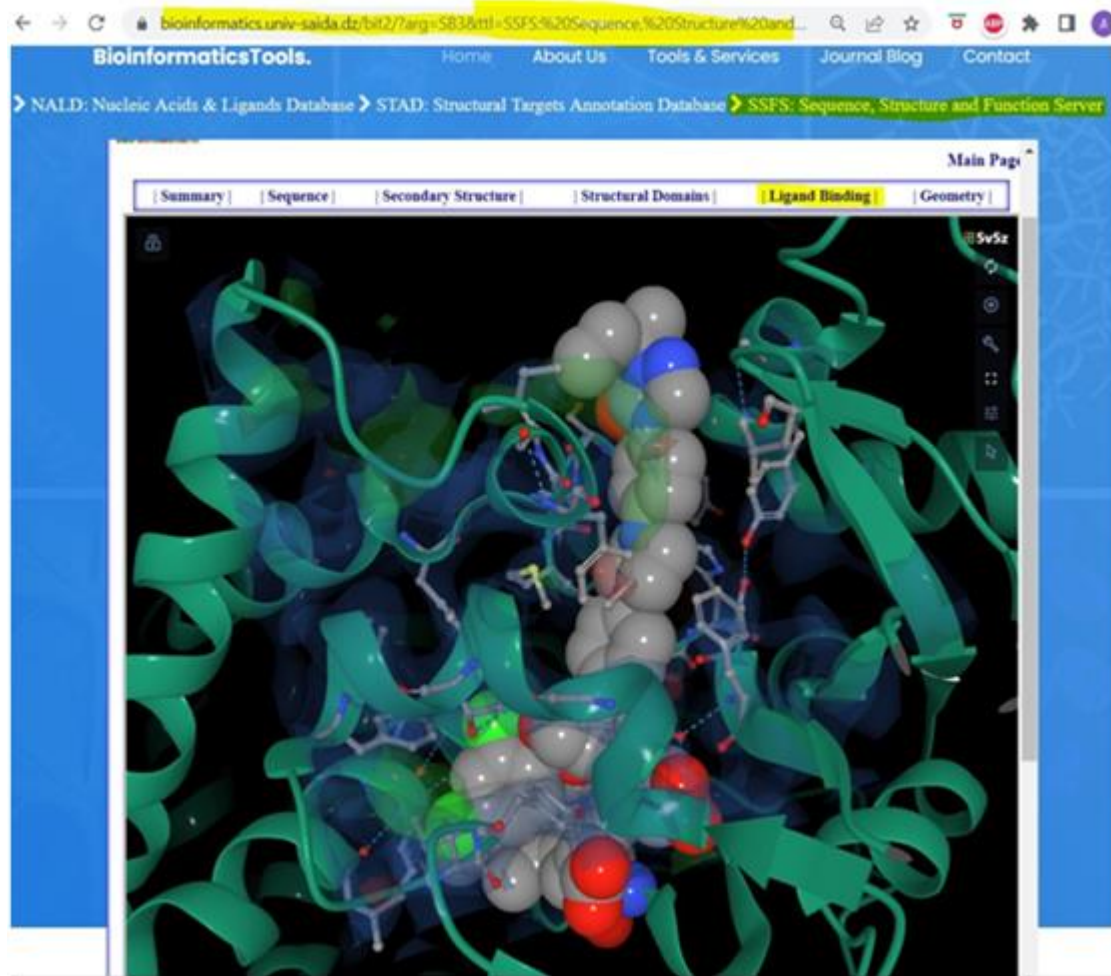 bioinformatics.univ-saida.dz/bit2/?arg=SB3&ttl=SSFS:%20Sequence,%20Structure%20and...
BioinformaticsTools.
Home About Us Tools & Services Journal Blog Contact
NALD: Nucleic Acids & Ligands Database STAD: Structural Targets Annotation Database SSFS: Sequence, Structure and Function Server
Main Page
| Summary | | Sequence | | Secondary Structure | | Structural Domains | | Ligand Binding | | Geometry |
5v5z